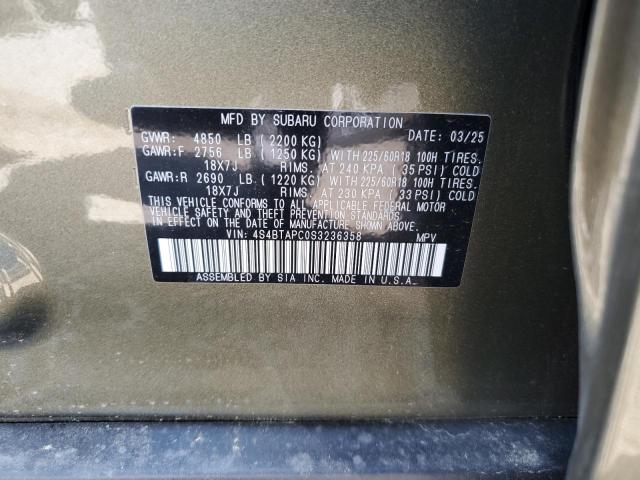 MFD BY SUBARU CORPORATION
GVWR: 4850 LB (2200 KG) DATE: 03/25
GAWR:F 2756 LB (1250 KG) WITH 225/60R18 100H TIRES.
18X7J RIMS. AT 240 KPA (35 PSI) COLD
GAWR:R 2690 LB (1220 KG) WITH 225/60R18 100H TIRES.
18X7J RIMS. AT 230 KPA (33 PSI) COLD
THIS VEHICLE CONFORMS TO ALL APPLICABLE FEDERAL MOTOR
VEHICLE SAFETY AND THEFT PREVENTION STANDARDS
IN EFFECT ON THE DATE OF MANUFACTURE SHOWN ABOVE.
VIN: 4S4BTAPC0S3236358 MPV
ASSEMBLED BY SIA INC. MADE IN U.S.A.